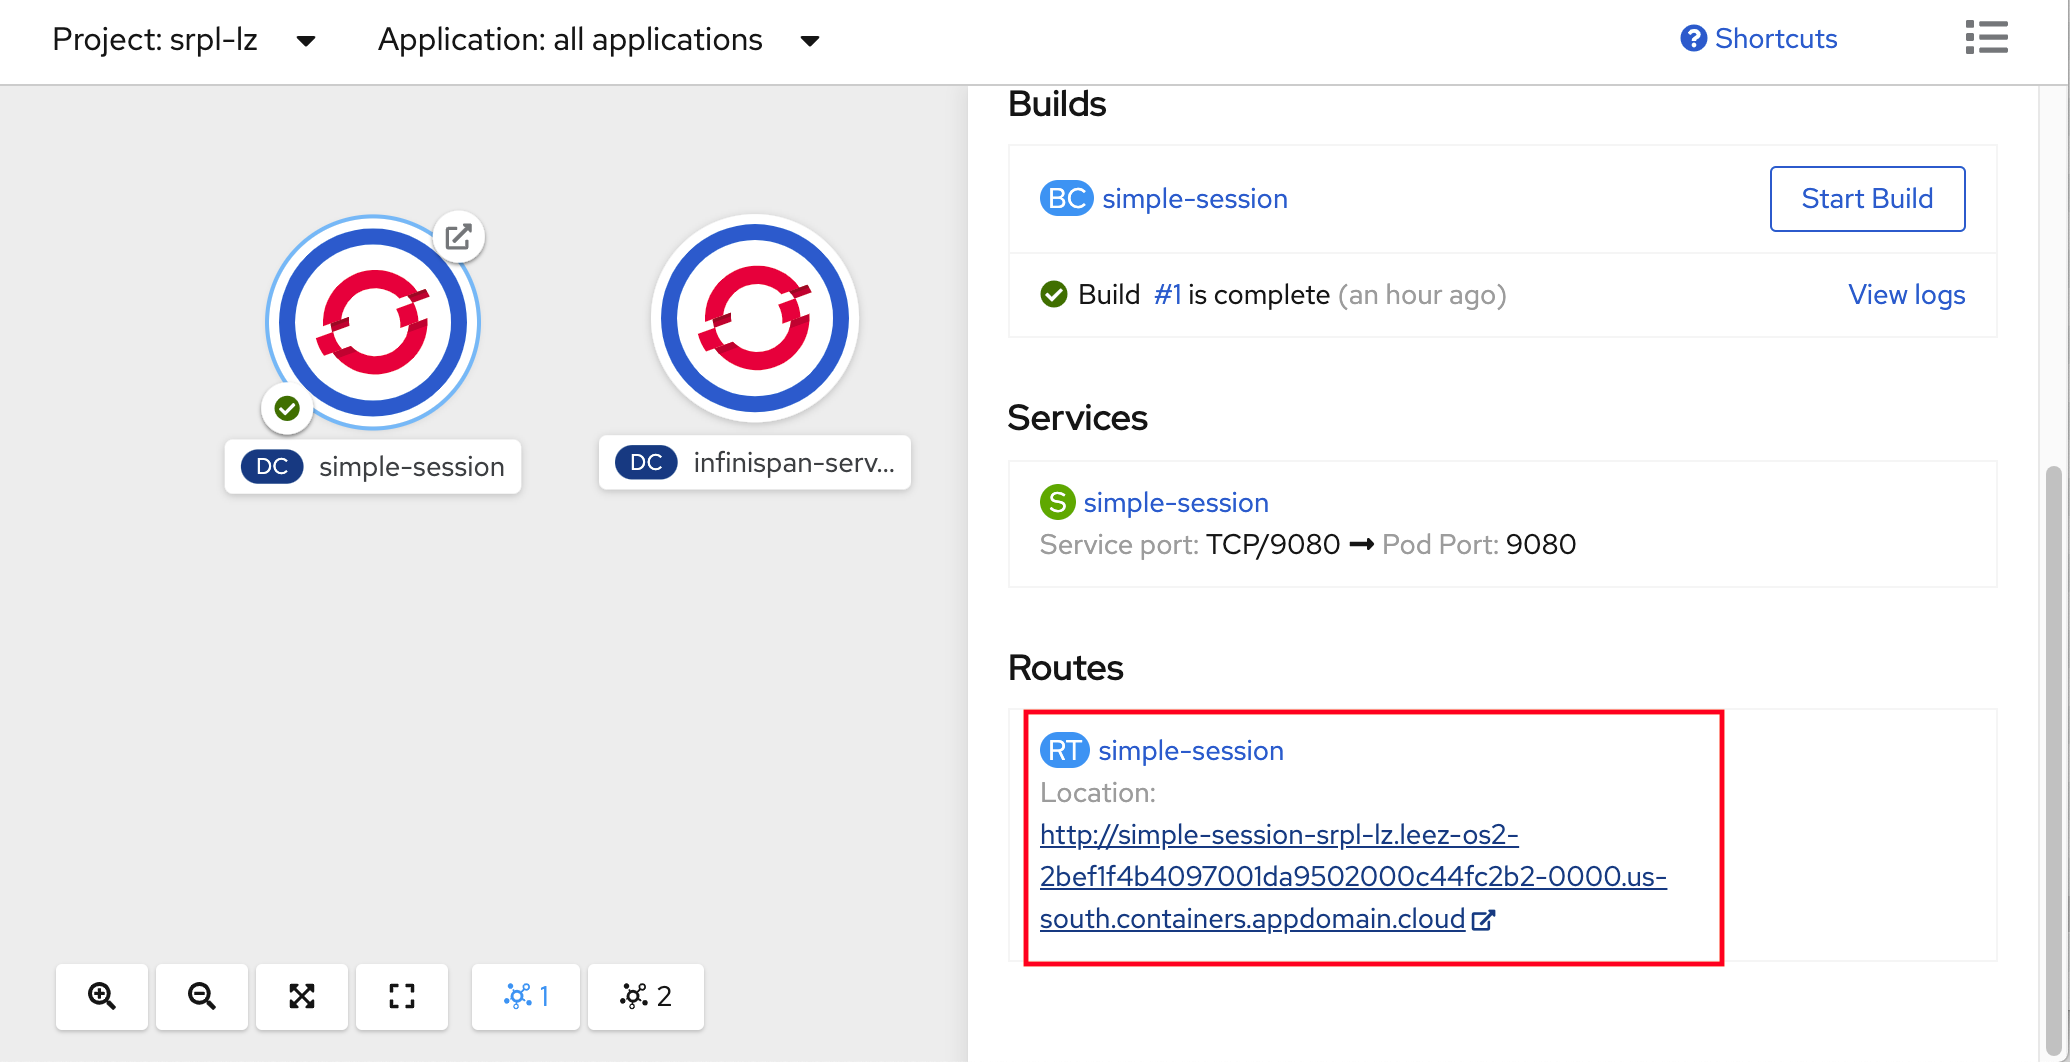 Project: srpl-lz
Application: all applications
Shortcuts
DC simple-session
DC infinispan-serv...
1
2
Builds
BC simple-session
Start Build
Build #1 is complete (an hour ago)
View logs
Services
S simple-session
Service port: TCP/9080 → Pod Port: 9080
Routes
RT simple-session
Location:
http://simple-session-srpl-lz.leez-os2-
2bef1f4b4097001da9502000c44fc2b2-0000.us-
south.containers.appdomain.cloud